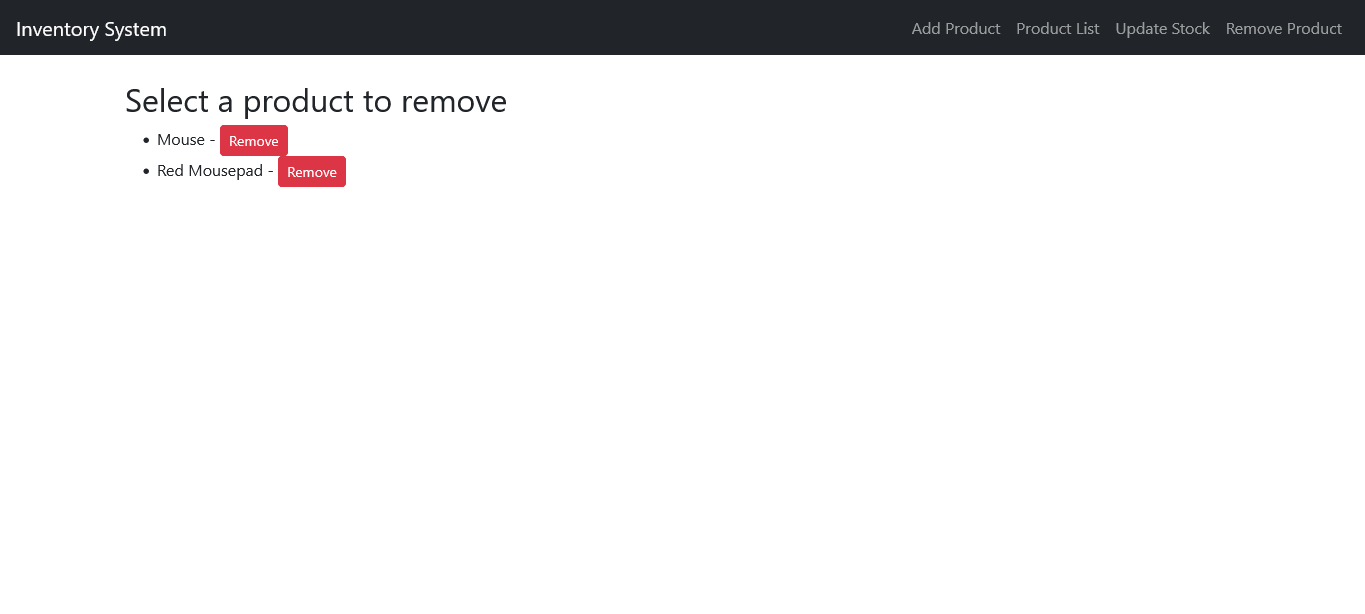 Inventory System Add Product Product List Update Stock Remove Product
Select a product to remove
• Mouse - Remove
• Red Mousepad - Remove